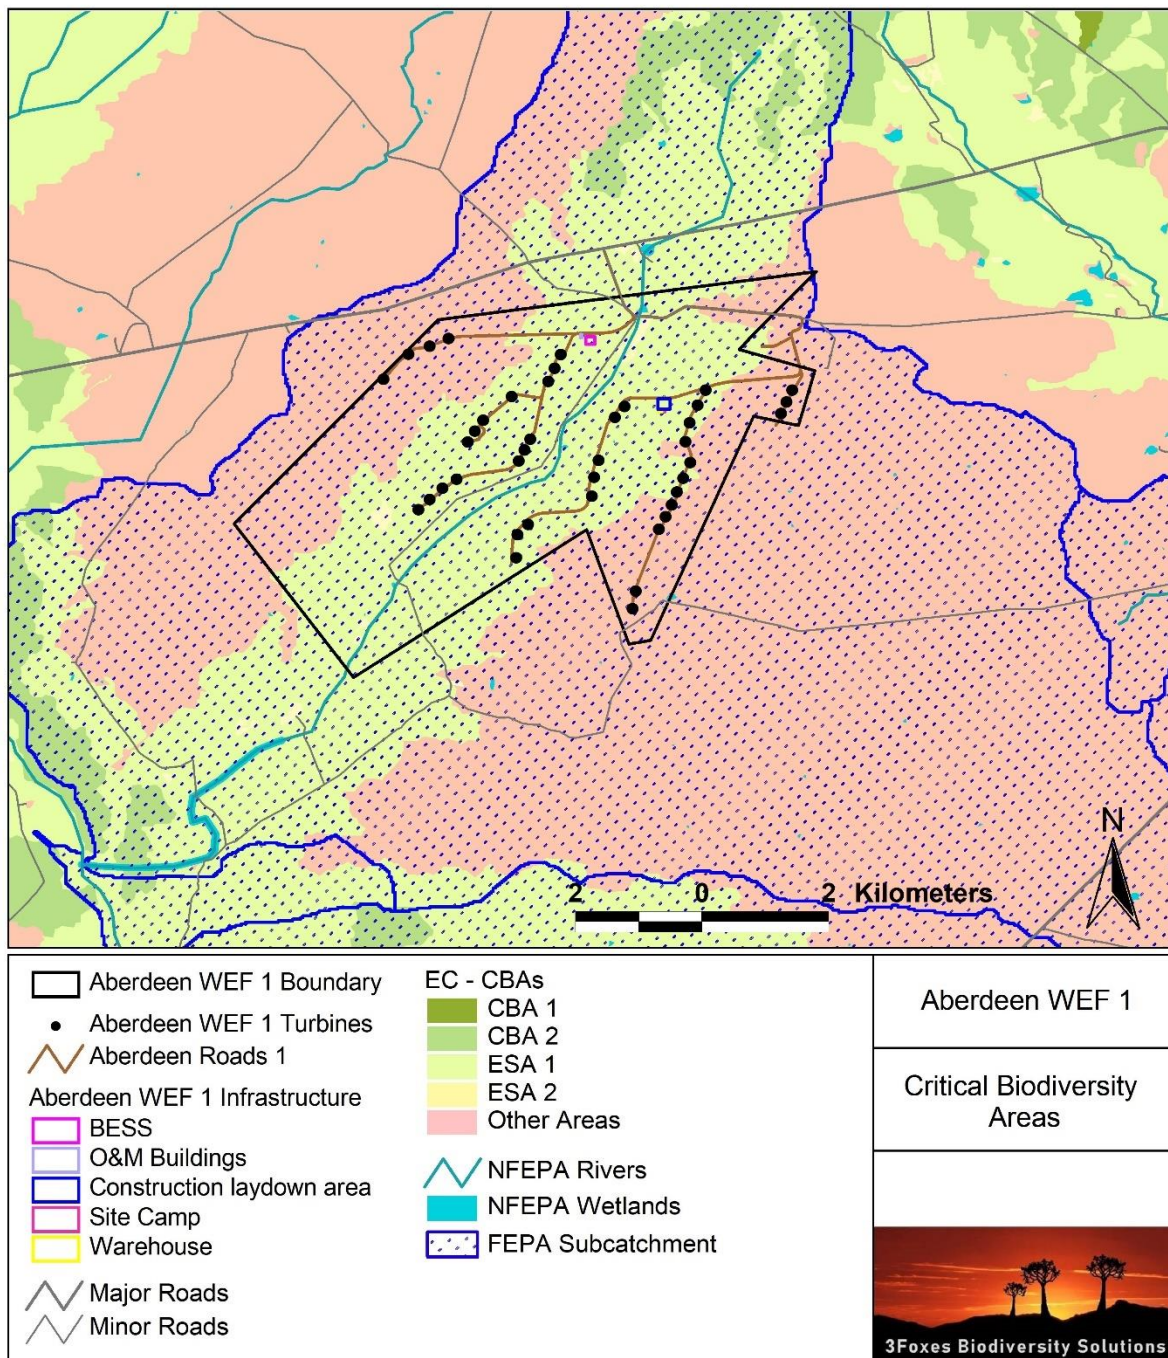 N
2 0 2 Kilometers
Aberdeen WEF 1 Boundary
Aberdeen WEF 1 Turbines
Aberdeen Roads 1
Aberdeen WEF 1 Infrastructure
BESS
O&M Buildings
Construction laydown area
Site Camp
Warehouse
Major Roads
Minor Roads
EC - CBAs
CBA 1
CBA 2
ESA 1
ESA 2
Other Areas
NFEPA Rivers
NFEPA Wetlands
FEPA Subcatchment
Aberdeen WEF 1
Critical Biodiversity
Areas
3Foxes Biodiversity Solutions